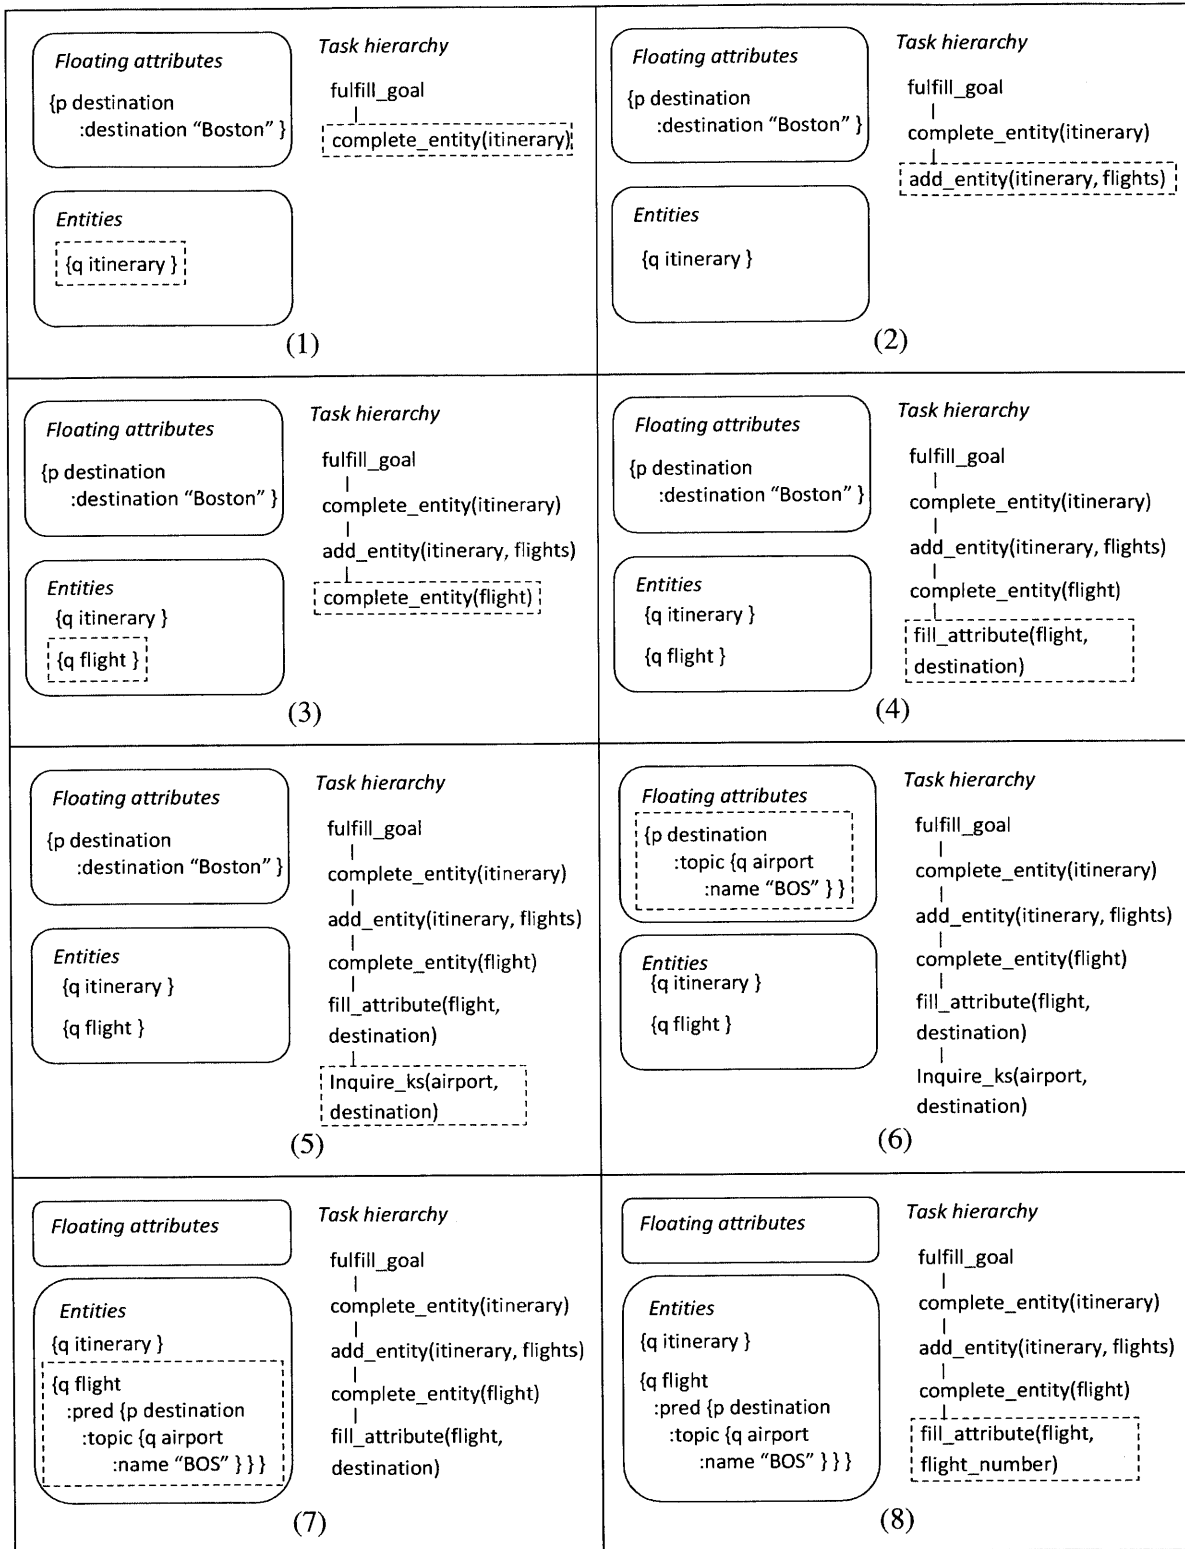 Floating attributes
{p destination
:destination “Boston” }
Entities
{q itinerary }
Task hierarchy
fulfill_goal
complete_entity(itinerary)
(1)
Floating attributes
{p destination
:destination “Boston” }
Entities
{q itinerary }
Task hierarchy
fulfill_goal
complete_entity(itinerary)
add_entity(itinerary, flights)
(2)
Floating attributes
{p destination
:destination “Boston” }
Entities
{q itinerary }
{q flight }
Task hierarchy
fulfill_goal
complete_entity(itinerary)
add_entity(itinerary, flights)
complete_entity(flight)
(3)
Floating attributes
{p destination
:destination “Boston” }
Entities
{q itinerary }
{q flight }
Task hierarchy
fulfill_goal
complete_entity(itinerary)
add_entity(itinerary, flights)
complete_entity(flight)
fill_attribute(flight,
destination)
(4)
Floating attributes
{p destination
:destination “Boston” }
Entities
{q itinerary }
{q flight }
Task hierarchy
fulfill_goal
complete_entity(itinerary)
add_entity(itinerary, flights)
complete_entity(flight)
fill_attribute(flight,
destination)
Inquire_ks(airport,
destination)
(5)
Floating attributes
{p destination
:topic {q airport
:name “BOS” } }
Entities
{q itinerary }
{q flight }
Task hierarchy
fulfill_goal
complete_entity(itinerary)
add_entity(itinerary, flights)
complete_entity(flight)
fill_attribute(flight,
destination)
Inquire_ks(airport,
destination)
(6)
Floating attributes
Entities
{q itinerary }
{q flight
:pred {p destination
:topic {q airport
:name “BOS” } } }
Task hierarchy
fulfill_goal
complete_entity(itinerary)
add_entity(itinerary, flights)
complete_entity(flight)
fill_attribute(flight,
destination)
(7)
Floating attributes
Entities
{q itinerary }
{q flight
:pred {p destination
:topic {q airport
:name “BOS” } } }
Task hierarchy
fulfill_goal
complete_entity(itinerary)
add_entity(itinerary, flights)
complete_entity(flight)
fill_attribute(flight,
flight_number)
(8)